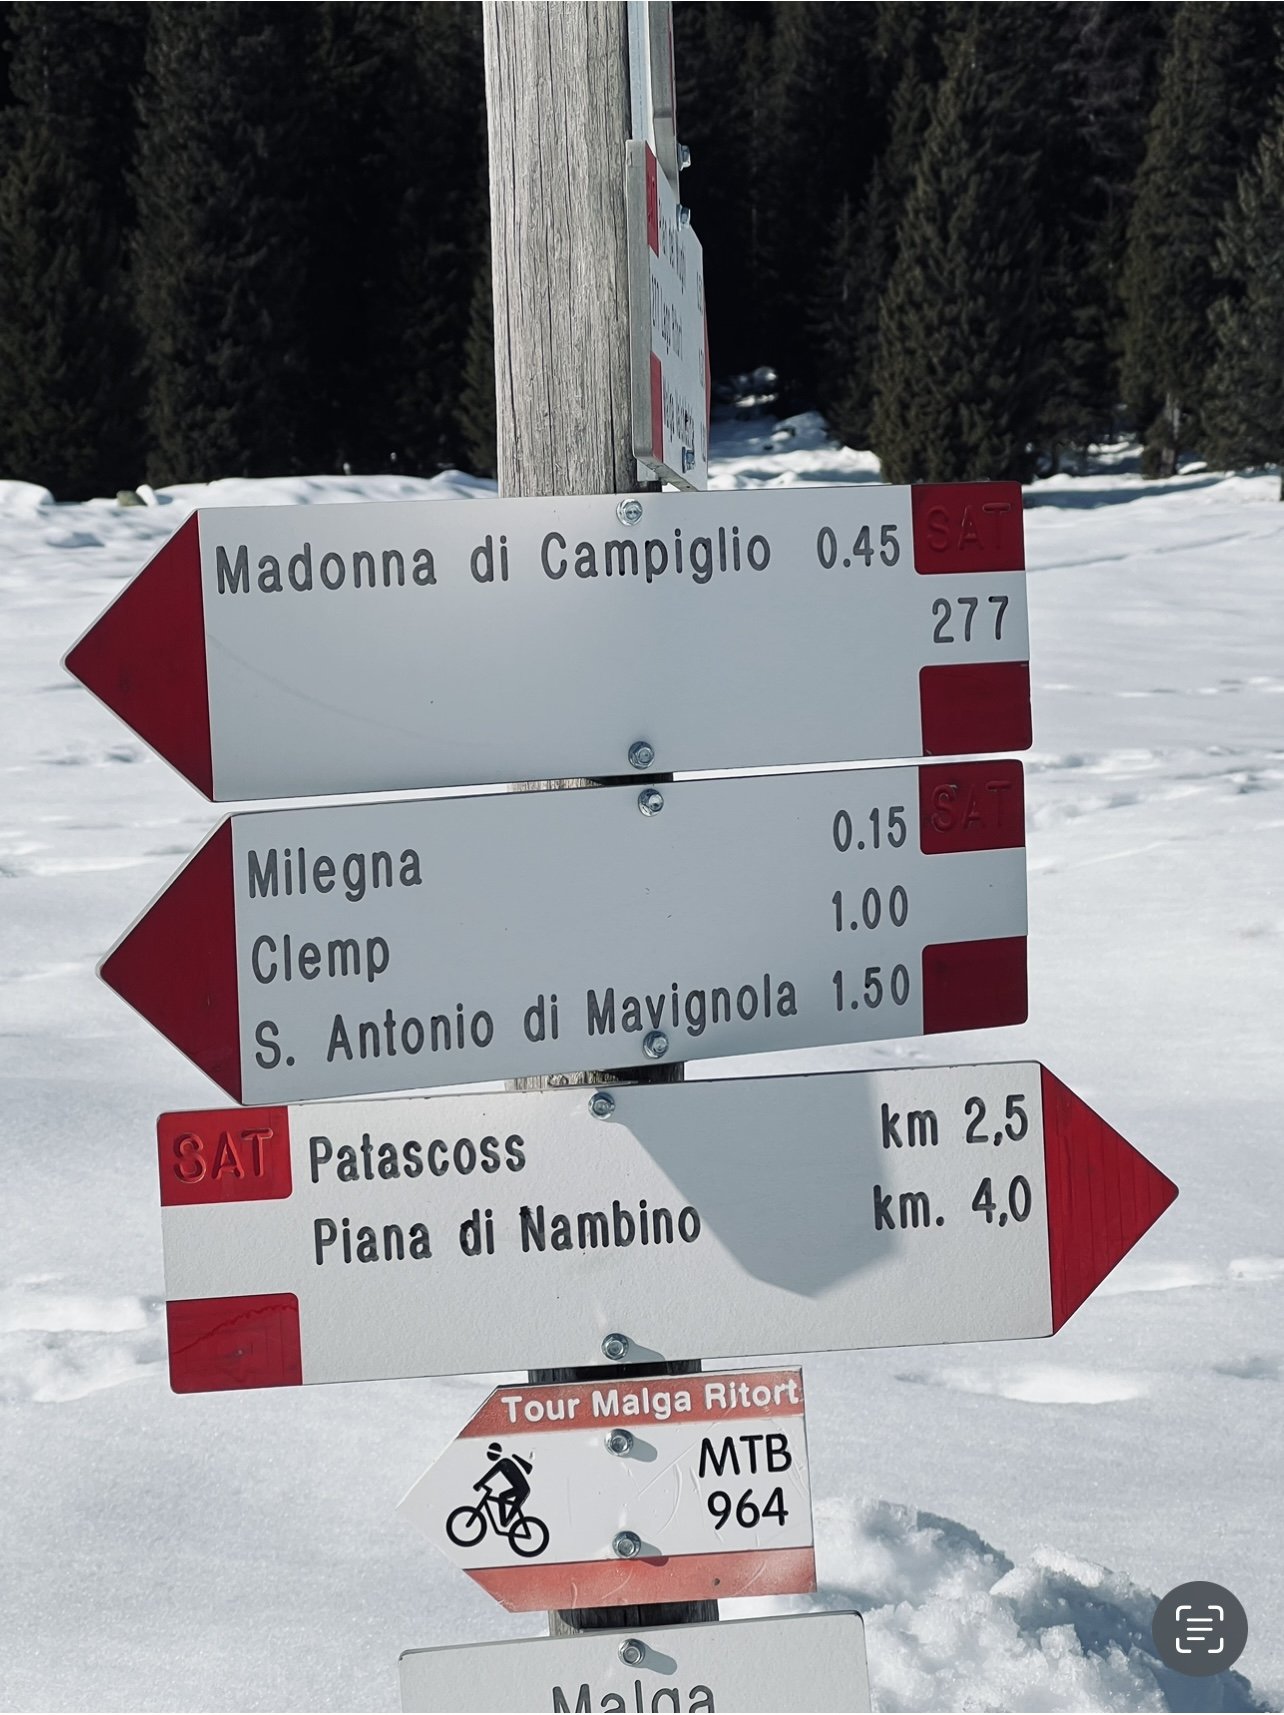 Madonna di Campiglio 0.45 SAT
277
SAT
Milegna 0.15
Clemp 1.00
S. Antonio di Mavignola 1.50
SAT Patascoss km 2,5
Piana di Nambino km. 4,0
Tour Malga Ritort
MTB
964
Malga